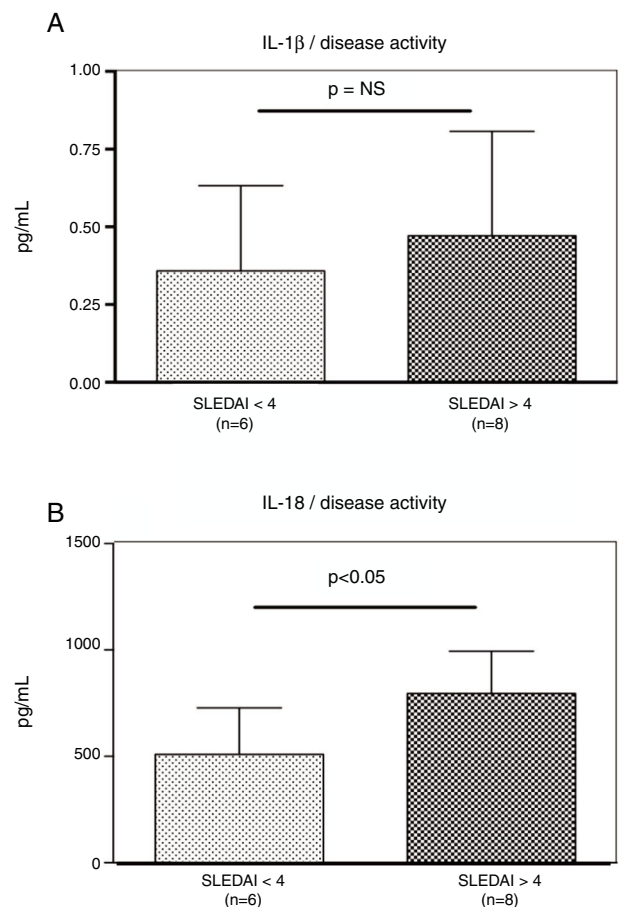 A
IL-1β / disease activity
1.00
p = NS
0.75
pg/mL
0.50
0.25
0.00
SLEDAI < 4
(n=6)
SLEDAI > 4
(n=8)
B
IL-18 / disease activity
1500
p<0.05
1000
pg/mL
500
0
SLEDAI < 4
(n=6)
SLEDAI > 4
(n=8)